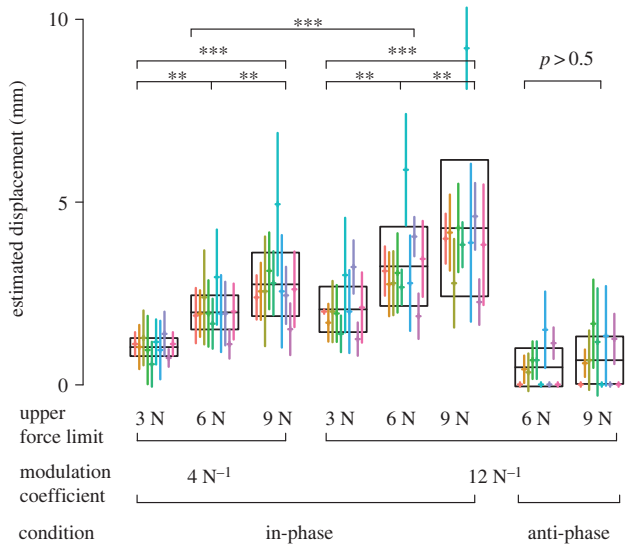 10
***
***
***
p > 0.5
** ** ** **
estimated displacement (mm)
5
0
upper force limit
3 N 6 N 9 N 3 N 6 N 9 N 6 N 9 N
modulation coefficient
4 N⁻¹ 12 N⁻¹
condition in-phase anti-phase